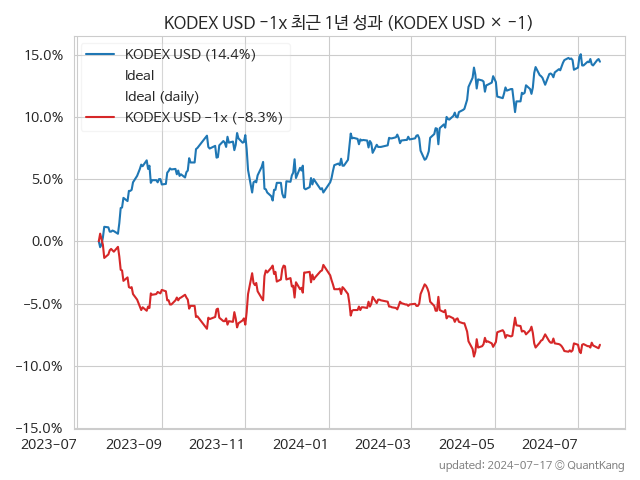 KODEX USD −1x 최근 1년 성과 (KODEX USD × −1)
KODEX USD (14.4%)
Ideal
Ideal (daily)
KODEX USD −1x (−8.3%)
15.0%
10.0%
5.0%
0.0%
−5.0%
−10.0%
−15.0%
2023-07 2023-09 2023-11 2024-01 2024-03 2024-05 2024-07
updated: 2024-07-17 © QuantKang